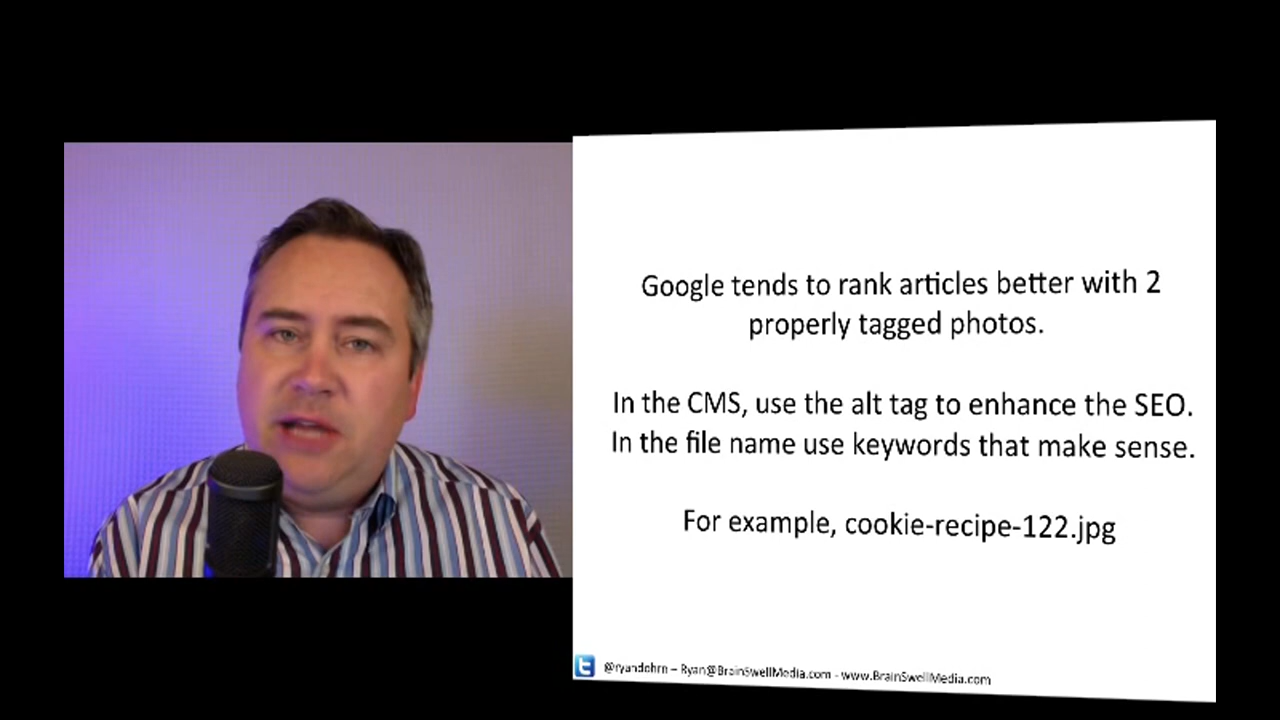 Google tends to rank articles better with 2
properly tagged photos.
In the CMS, use the alt tag to enhance the SEO.
In the file name use keywords that make sense.
For example, cookie-recipe-122.jpg
@ryandohrn – Ryan@BrainSwellMedia.com - www.BrainSwellMedia.com